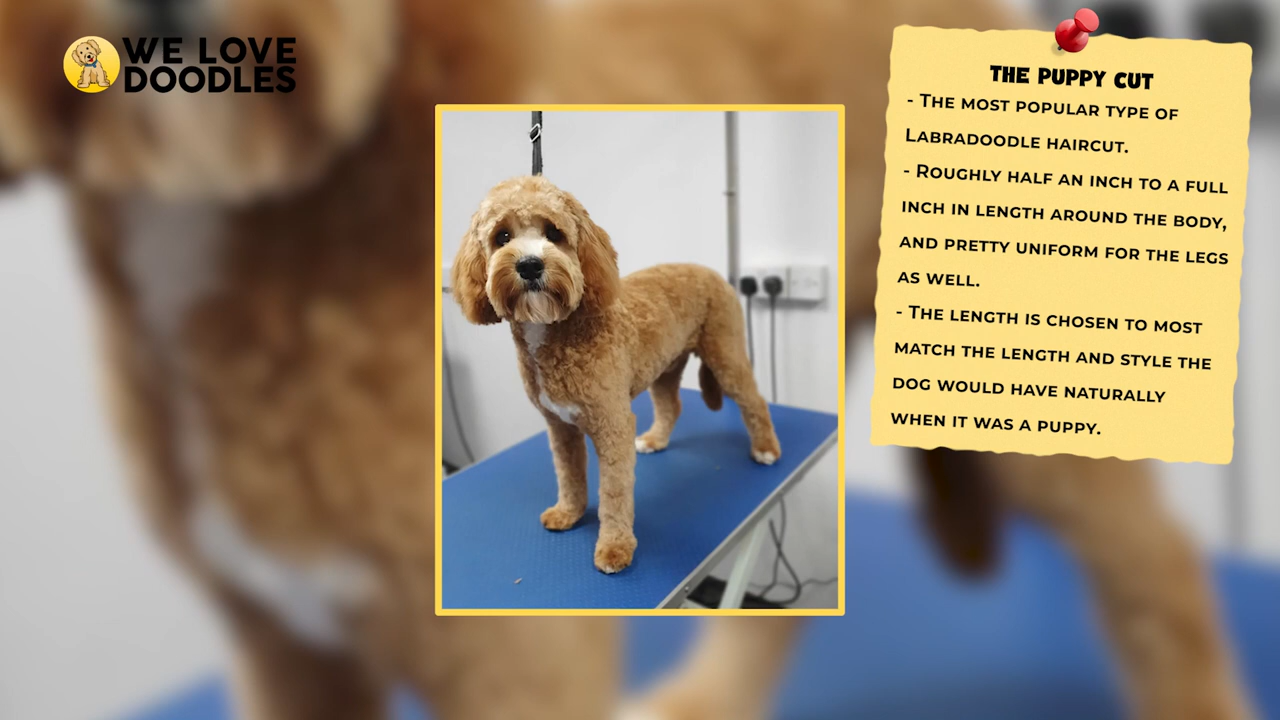 WE LOVE
DOODLES
THE PUPPY CUT
- THE MOST POPULAR TYPE OF
LABRADOODLE HAIRCUT.
- ROUGHLY HALF AN INCH TO A FULL
INCH IN LENGTH AROUND THE BODY,
AND PRETTY UNIFORM FOR THE LEGS
AS WELL.
- THE LENGTH IS CHOSEN TO MOST
MATCH THE LENGTH AND STYLE THE
DOG WOULD HAVE NATURALLY
WHEN IT WAS A PUPPY.